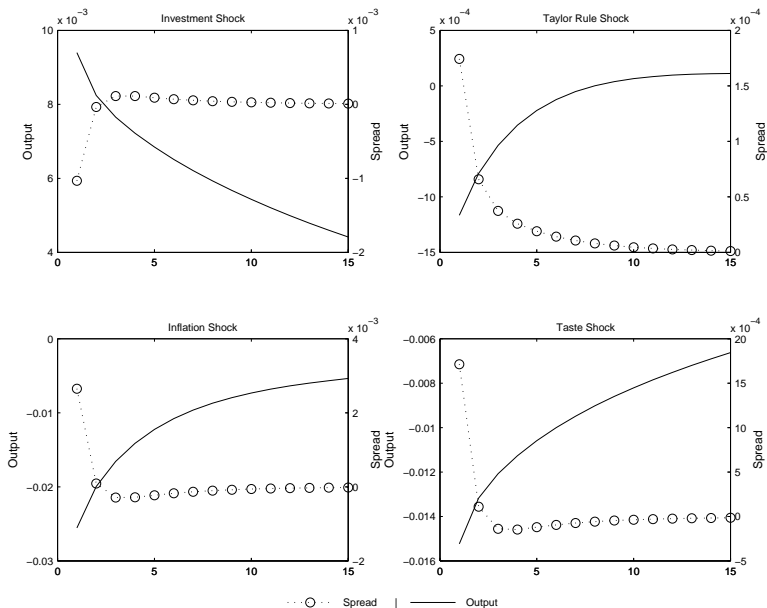 x 10⁻³ Investment Shock x 10⁻³
10 1
8 0
6 −1
4 −2
Output
Spread
0 5 10 15
x 10⁻⁴ Taylor Rule Shock x 10⁻⁴
5 2
0 1.5
−5 1
−10 0.5
−15 0
Output
Spread
0 5 10 15
Inflation Shock x 10⁻³
0 4
−0.01 2
−0.02 0
−0.03 −2
Output
Spread
0 5 10 15
Taste Shock x 10⁻⁴
−0.006 20
−0.008 15
−0.01 10
−0.012 5
−0.014 0
−0.016 −5
Output
Spread
0 5 10 15
Spread | Output